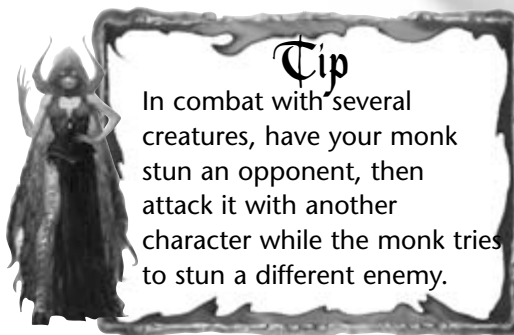 Tip
In combat with several
creatures, have your monk
stun an opponent, then
attack it with another
character while the monk tries
to stun a different enemy.